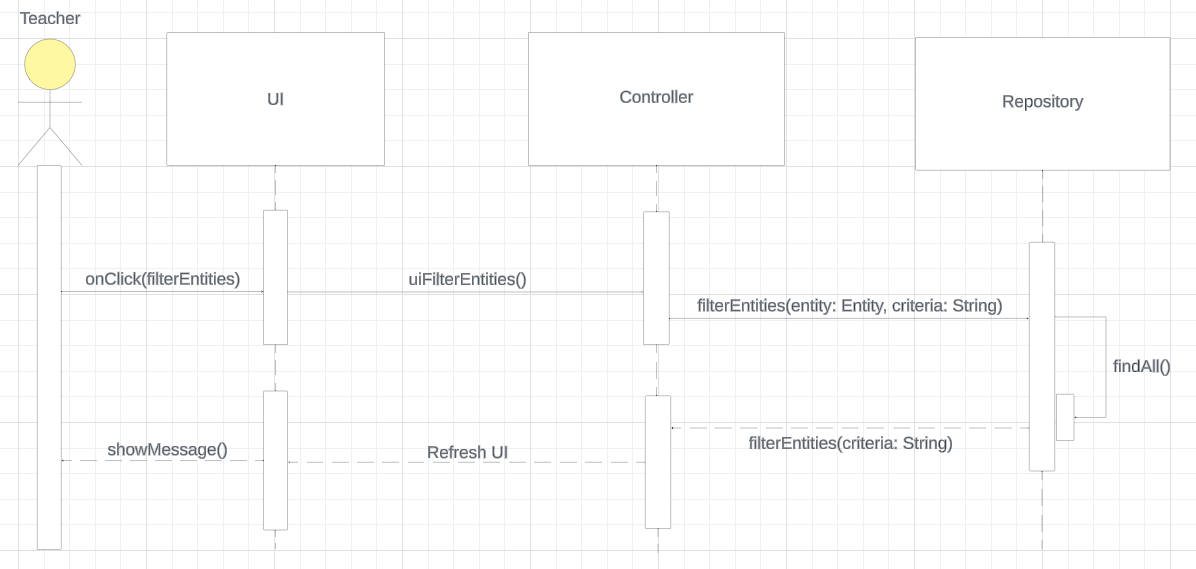 Teacher
UI
Controller
Repository
onClick(filterEntities)
uiFilterEntities()
filterEntities(entity: Entity, criteria: String)
findAll()
filterEntities(criteria: String)
showMessage()
Refresh UI